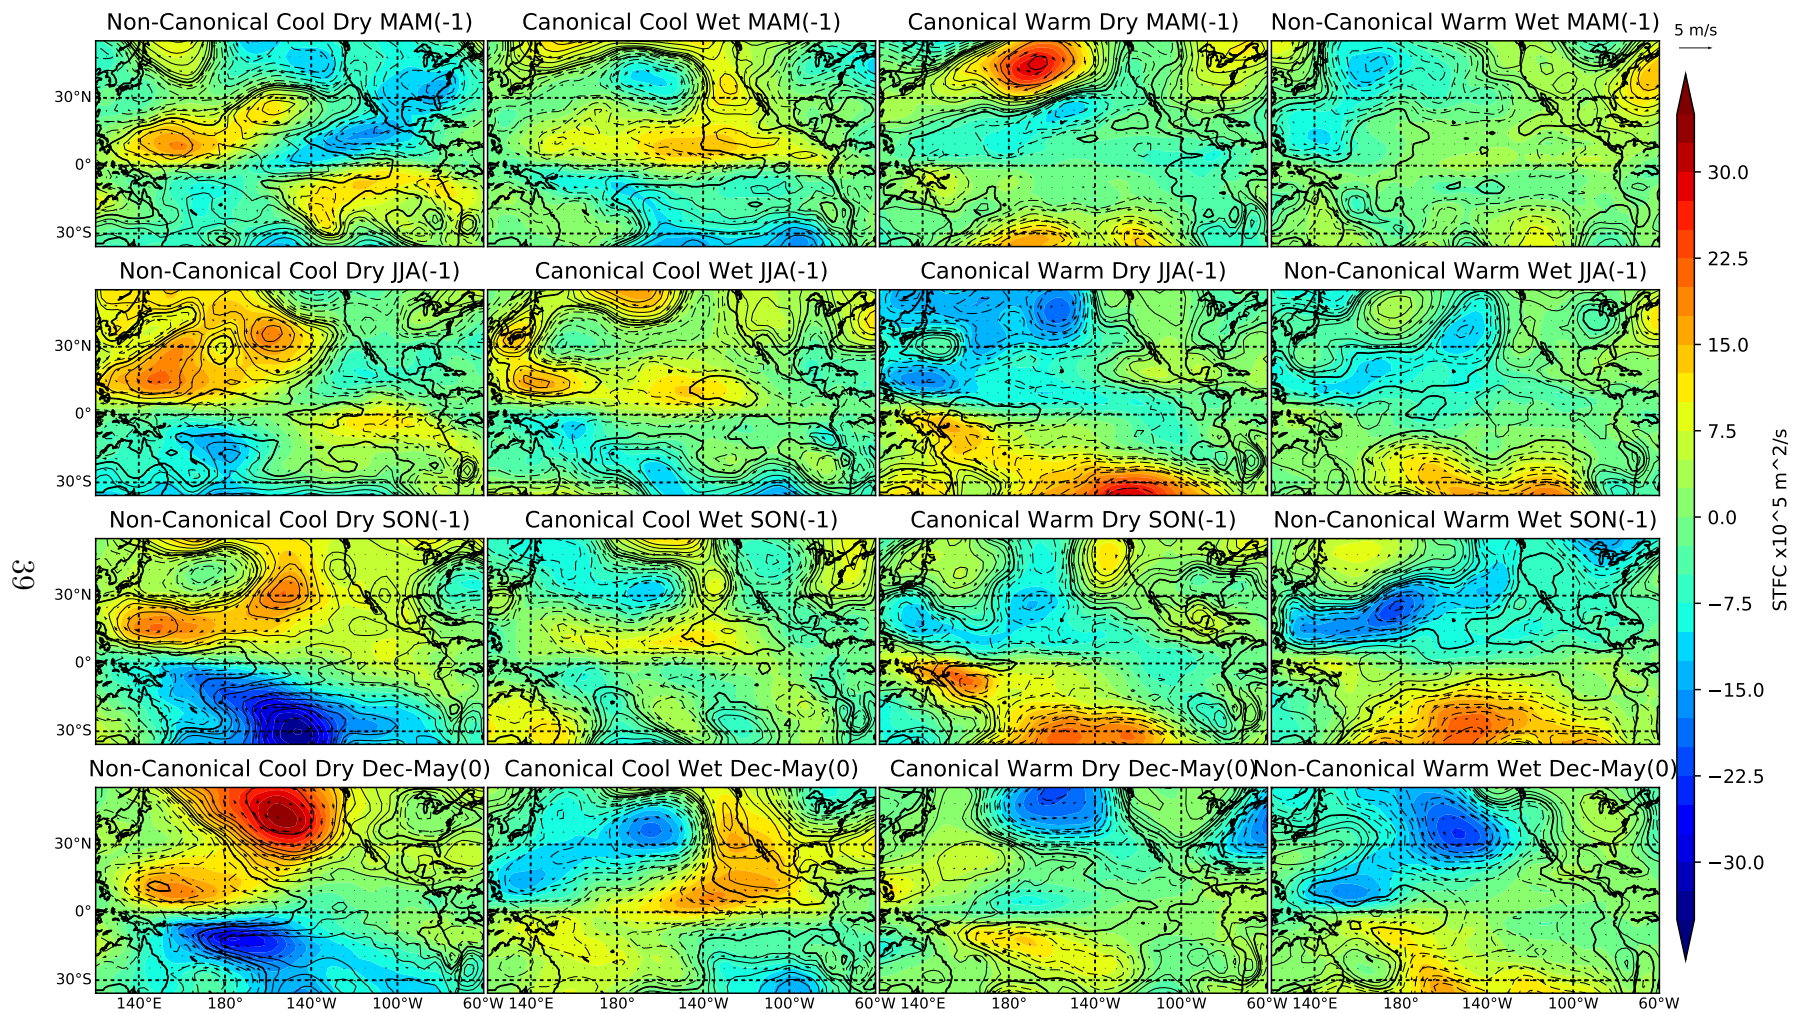 Non-Canonical Cool Dry MAM(-1) Canonical Cool Wet MAM(-1) Canonical Warm Dry MAM(-1) Non-Canonical Warm Wet MAM(-1)
5 m/s
30°N
0°
30°S
Non-Canonical Cool Dry JJA(-1) Canonical Cool Wet JJA(-1) Canonical Warm Dry JJA(-1) Non-Canonical Warm Wet JJA(-1)
30°N
0°
30°S
Non-Canonical Cool Dry SON(-1) Canonical Cool Wet SON(-1) Canonical Warm Dry SON(-1) Non-Canonical Warm Wet SON(-1)
30°N
0°
30°S
Non-Canonical Cool Dry Dec-May(0) Canonical Cool Wet Dec-May(0) Canonical Warm Dry Dec-May(0) Non-Canonical Warm Wet Dec-May(0)
30°N
0°
30°S
140°E 180° 140°W 100°W 60°W 140°E 180° 140°W 100°W 60°W 140°E 180° 140°W 100°W 60°W 140°E 180° 140°W 100°W 60°W
30.0
22.5
15.0
7.5
0.0
−7.5
−15.0
−22.5
−30.0
STFC x10^5 m^2/s
39